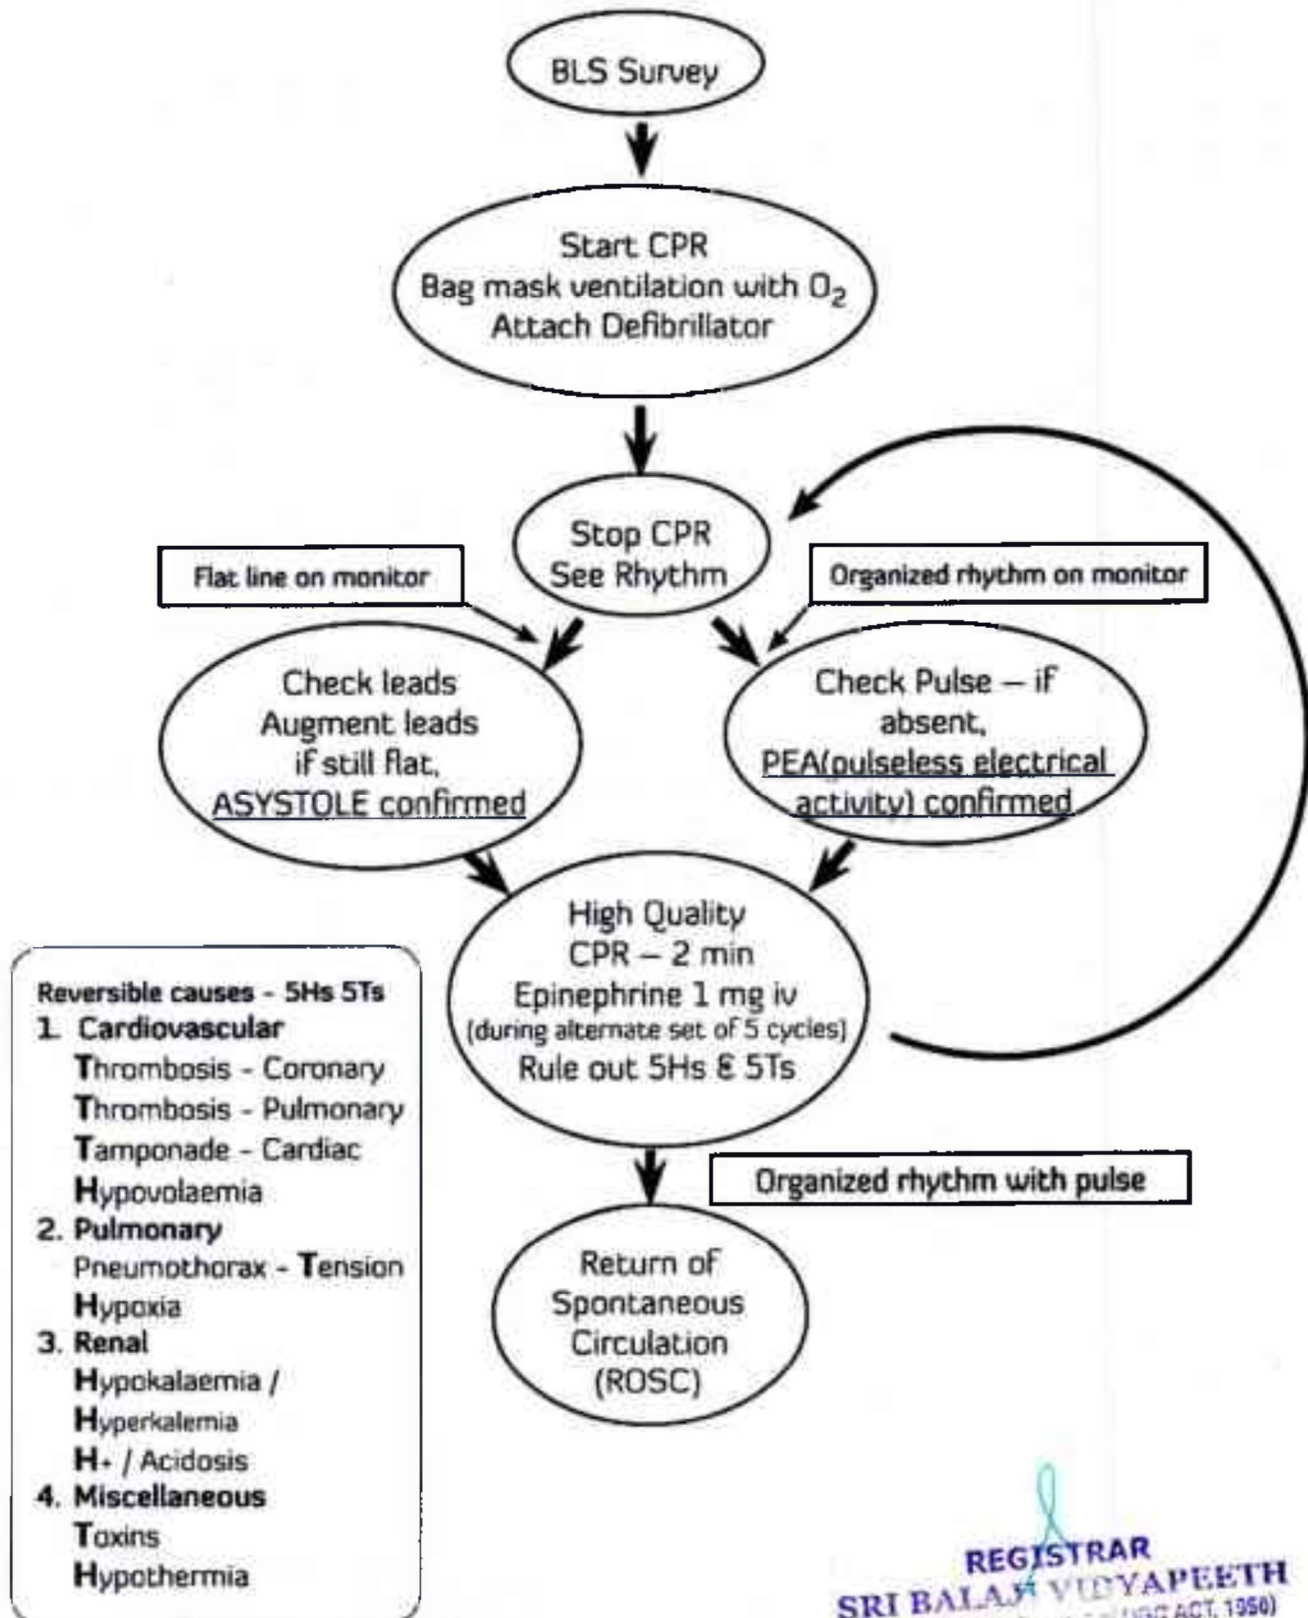 BLS Survey
Start CPR
Bag mask ventilation with O₂
Attach Defibrillator
Stop CPR
See Rhythm
Flat line on monitor
Organized rhythm on monitor
Check leads
Augment leads
if still flat,
ASYSTOLE confirmed
Check Pulse – if
absent,
PEA(pulseless electrical
activity) confirmed
High Quality
CPR – 2 min
Epinephrine 1 mg iv
(during alternate set of 5 cycles)
Rule out 5Hs & 5Ts
Organized rhythm with pulse
Return of
Spontaneous
Circulation
(ROSC)
Reversible causes - 5Hs 5Ts
1. Cardiovascular
Thrombosis - Coronary
Thrombosis - Pulmonary
Tamponade - Cardiac
Hypovolaemia
2. Pulmonary
Pneumothorax - Tension
Hypoxia
3. Renal
Hypokalaemia /
Hyperkalemia
H+ / Acidosis
4. Miscellaneous
Toxins
Hypothermia
REGISTRAR
SRI BALAJI VIDYAPEETH
ACT, 1956)